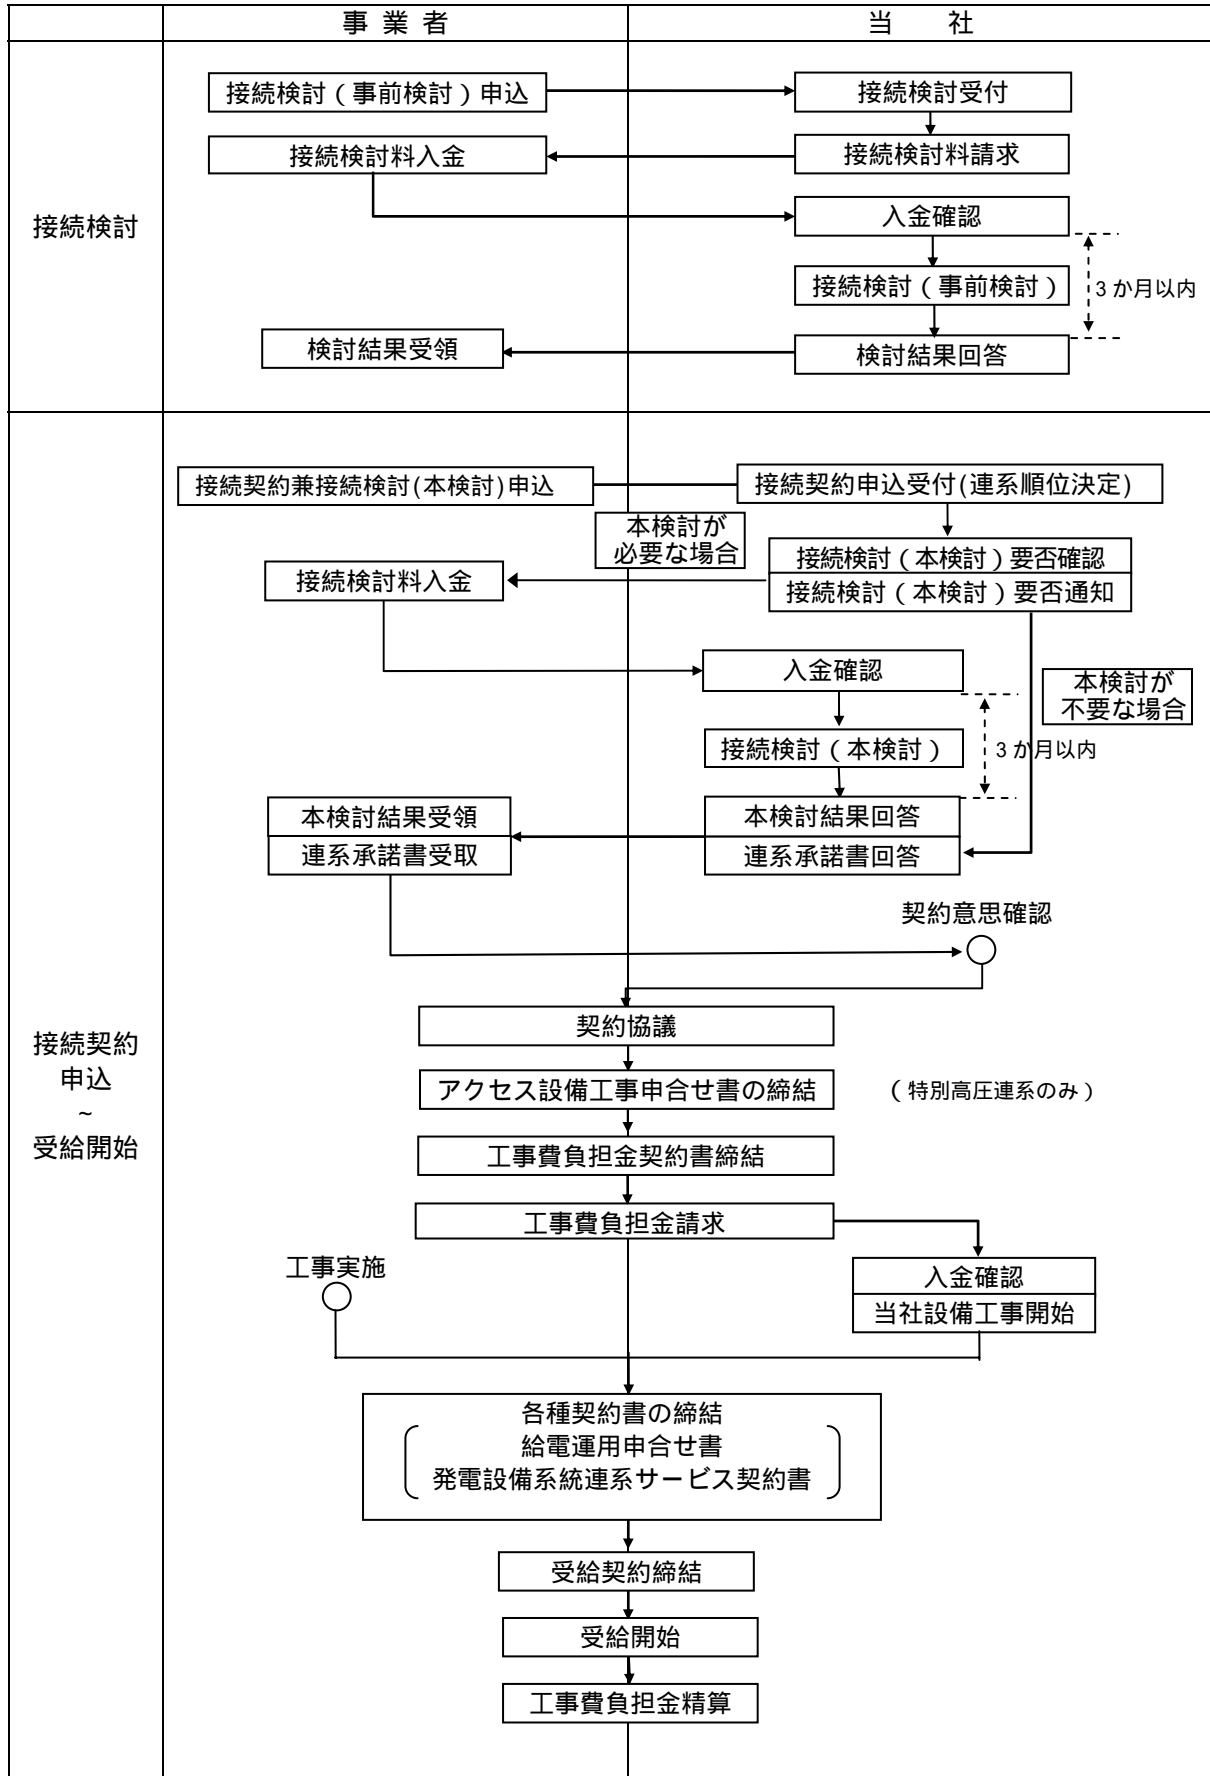 事業者
当 社
接続検討
接続検討（事前検討）申込
接続検討受付
接続検討料入金
接続検討料請求
入金確認
接続検討（事前検討）
3か月以内
検討結果受領
検討結果回答
接続契約
申込
~
受給開始
接続契約兼接続検討(本検討)申込
接続契約申込受付(連系順位決定)
本検討が
必要な場合
接続検討（本検討）要否確認
接続検討料入金
接続検討（本検討）要否通知
入金確認
本検討が
不要な場合
接続検討（本検討）
3か月以内
本検討結果受領
本検討結果回答
連系承諾書受取
連系承諾書回答
契約意思確認
契約協議
アクセス設備工事申合せ書の締結
（特別高圧連系のみ）
工事費負担金契約書締結
工事費負担金請求
工事実施
入金確認
当社設備工事開始
各種契約書の締結
給電運用申合せ書
発電設備系統連系サービス契約書
受給契約締結
受給開始
工事費負担金精算